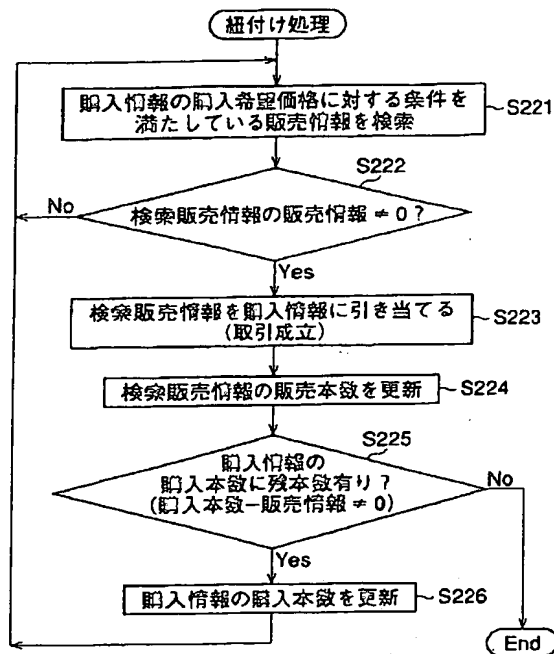 紐付け処理
購入情報の購入希望価格に対する条件を
満たしている販売情報を検索
S221
S222
No
検索販売情報の販売情報≠0？
Yes
検索販売情報を購入情報に引き当てる
(取引成立)
S223
検索販売情報の販売本数を更新
S224
S225
購入情報の
購入本数に残本数有り？
(購入本数−販売情報≠0)
No
Yes
購入情報の購入本数を更新
S226
End